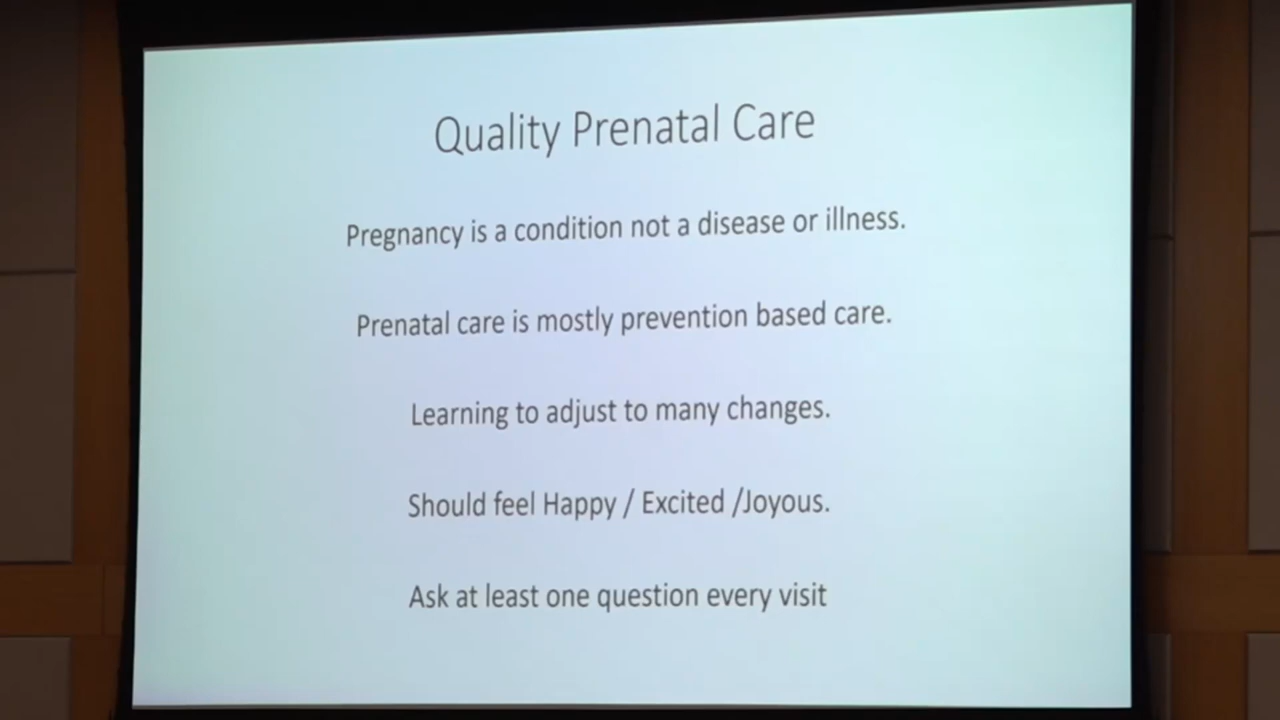 Quality Prenatal Care
Pregnancy is a condition not a disease or illness.
Prenatal care is mostly prevention based care.
Learning to adjust to many changes.
Should feel Happy / Excited /Joyous.
Ask at least one question every visit